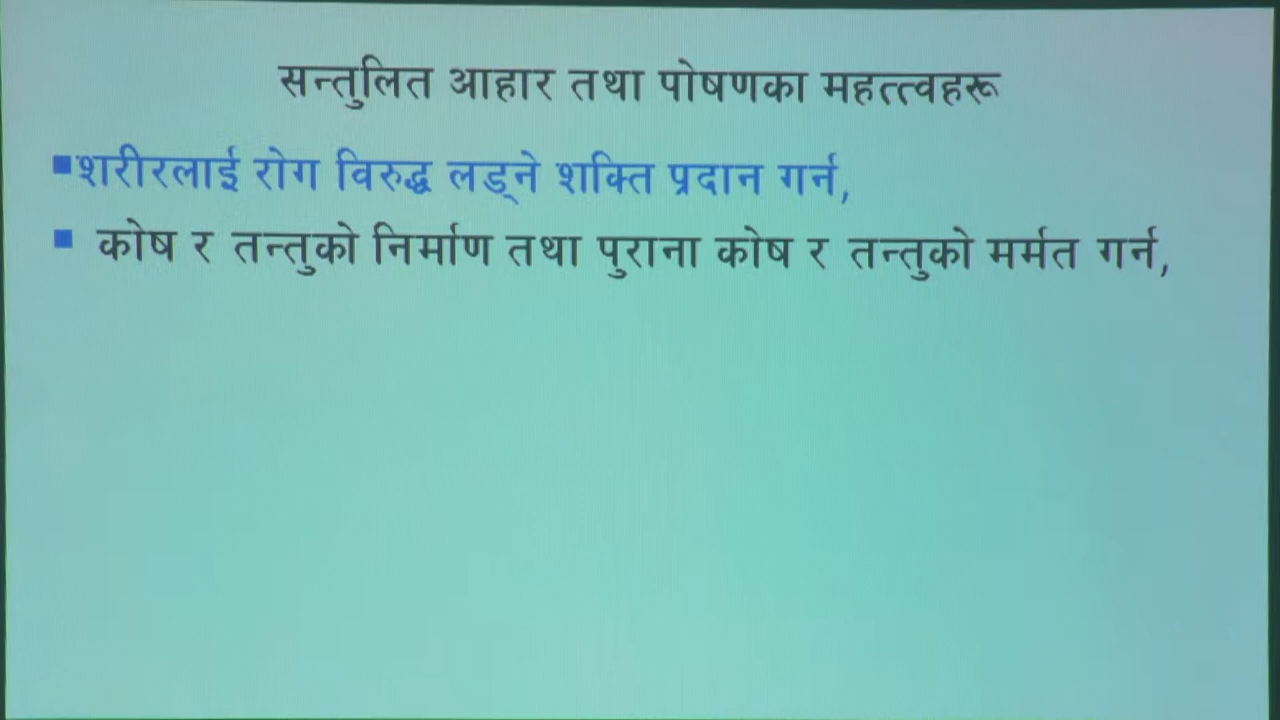 सन्तुलित आहार तथा पोषणका महत्त्वहरू
▪शरीरलाई रोग विरुद्ध लड्ने शक्ति प्रदान गर्न,
▪ कोष र तन्तुको निर्माण तथा पुराना कोष र तन्तुको मर्मत गर्न,